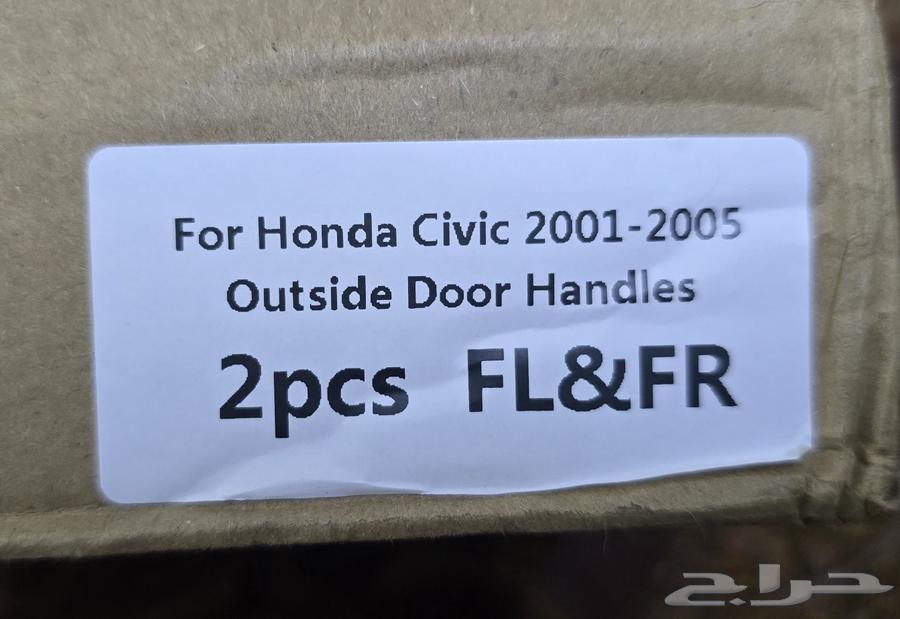 For Honda Civic 2001-2005
Outside Door Handles
2pcs FL&FR
حراج